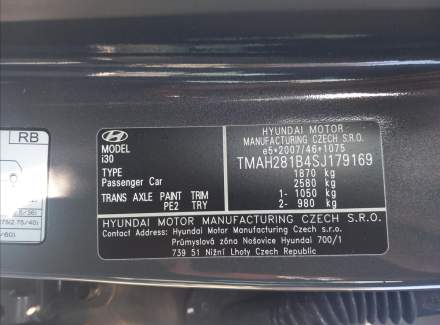 RB
HYUNDAI MOTOR
MANUFACTURING CZECH S.R.O.
e5*2007/46*1075
TMAH281B4SJ179169
1870 kg
2580 kg
1- 1050 kg
2- 980 kg
MODEL
i30
TYPE
Passenger Car
TRANS AXLE PAINT TRIM
PE2 TRY
HYUNDAI MOTOR MANUFACTURING CZECH S.R.O.
Contact Address: Hyundai Motor Manufacturing Czech s.r.o.
Průmyslová zóna Nošovice Hyundai 700/1
739 51 Nižní Lhoty Czech Republic